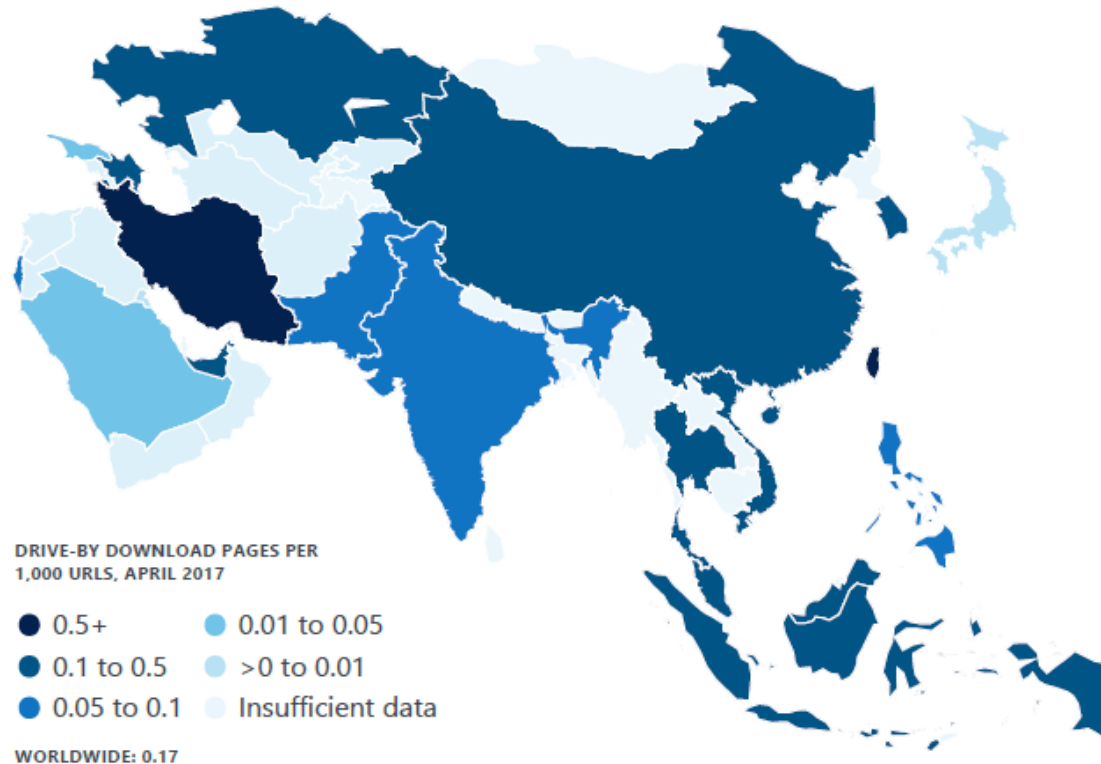 DRIVE-BY DOWNLOAD PAGES PER
1,000 URLS, APRIL 2017
0.5+
0.1 to 0.5
0.05 to 0.1
0.01 to 0.05
>0 to 0.01
Insufficient data
WORLDWIDE: 0.17